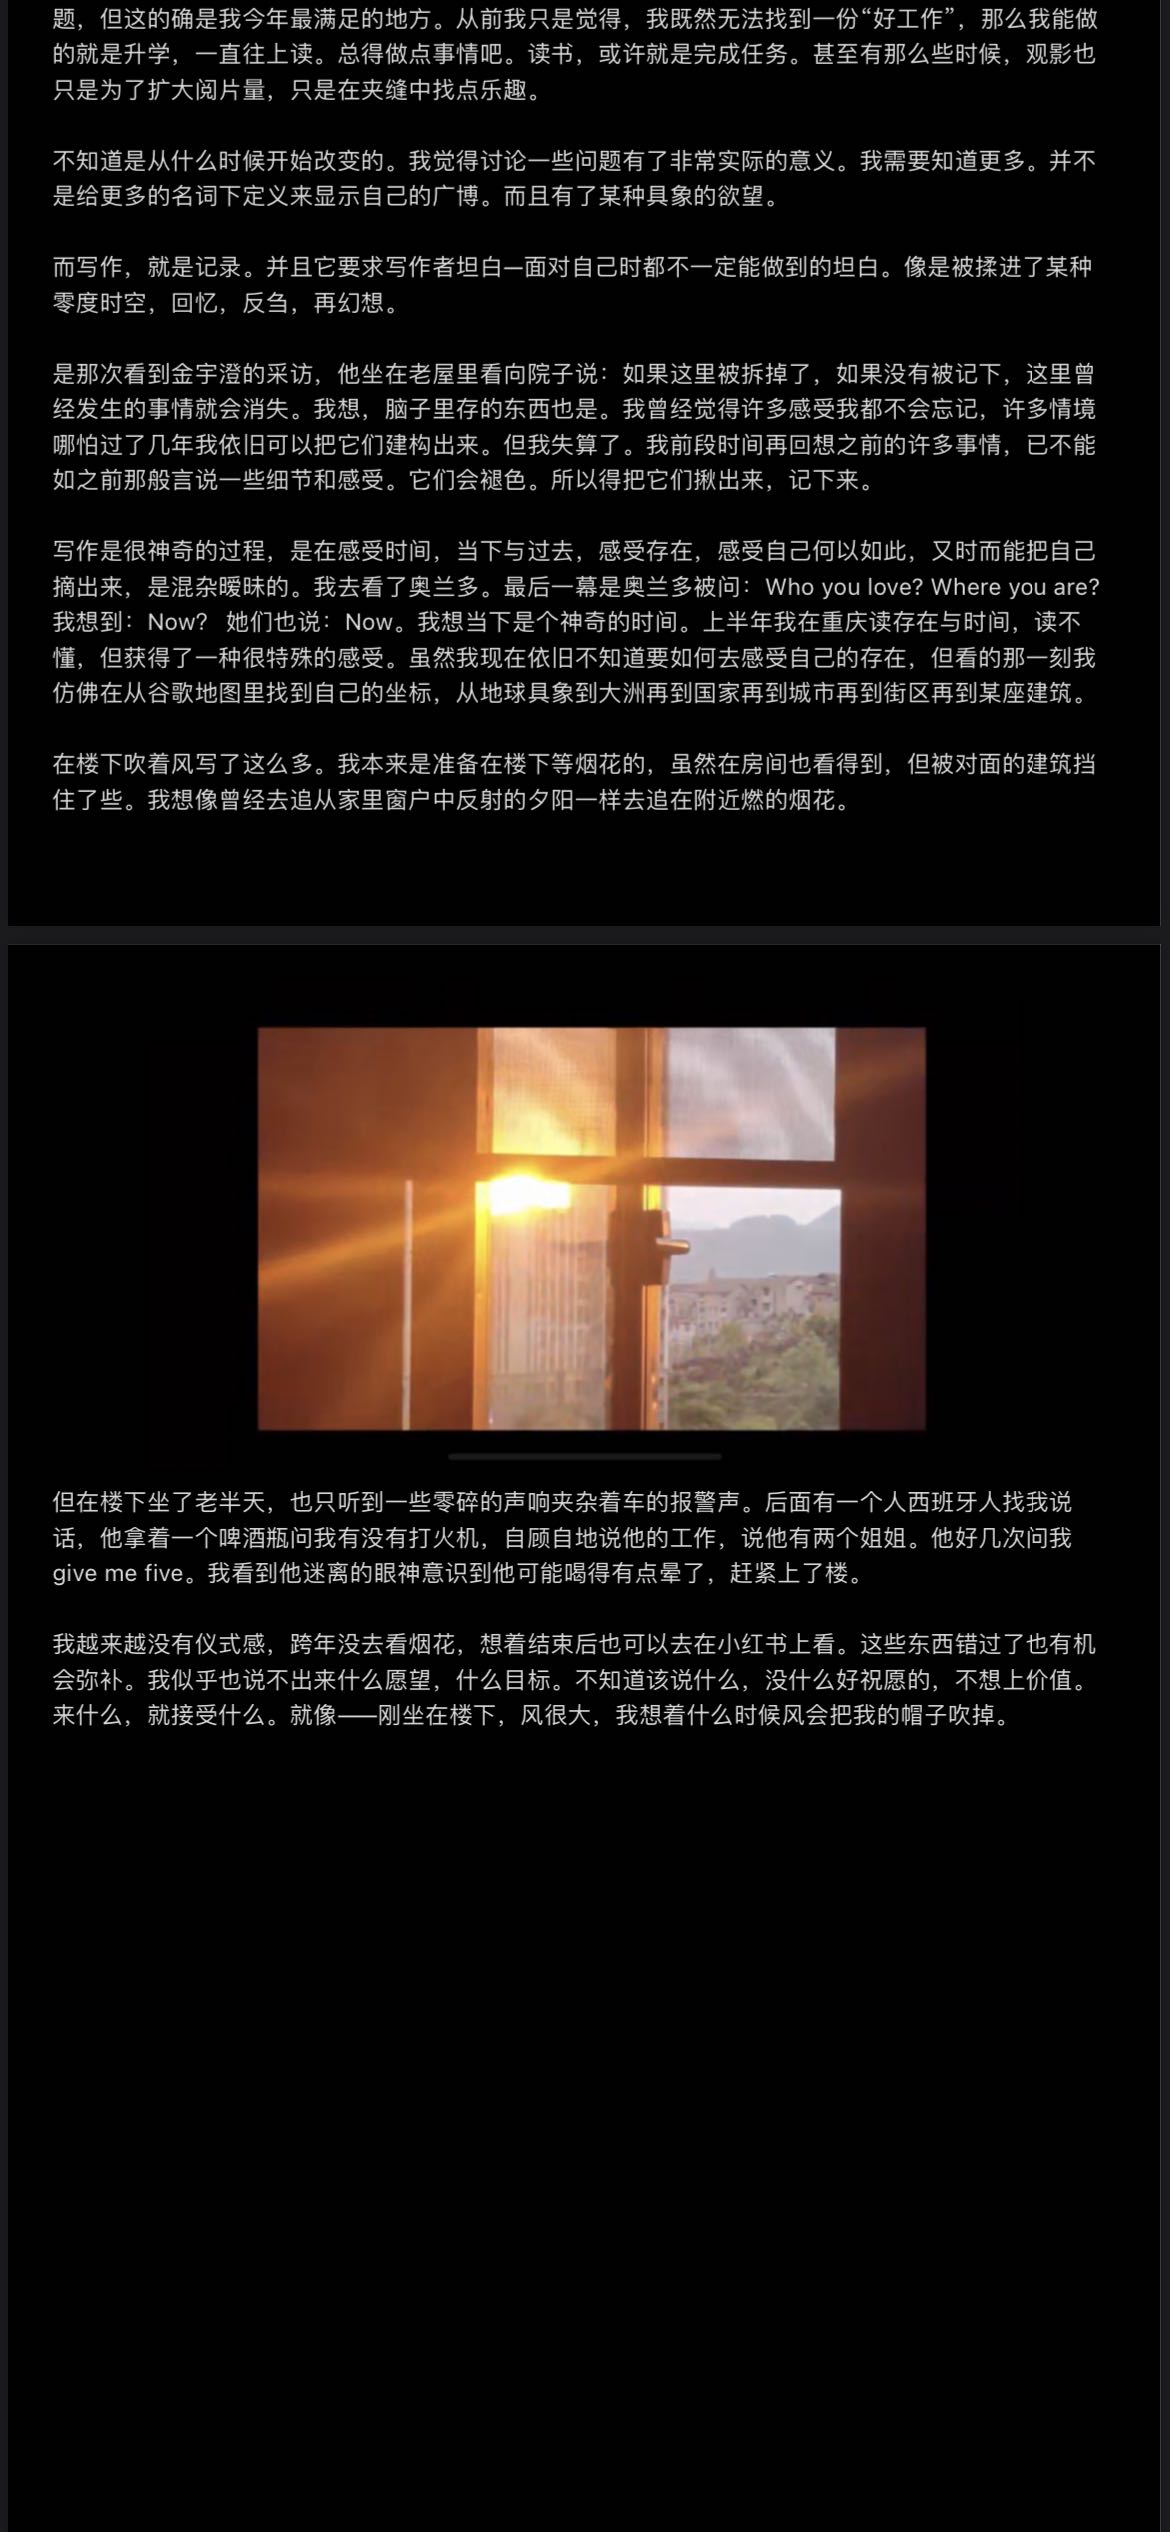 题，但这的确是我今年最满足的地方。从前我只是觉得，我既然无法找到一份“好工作”，那么我能做
的就是升学，一直往上读。总得做点事情吧。读书，或许就是完成任务。甚至有那么些时候，观影也
只是为了扩大阅片量，只是在夹缝中找点乐趣。
不知道是从什么时候开始改变的。我觉得讨论一些问题有了非常实际的意义。我需要知道更多。并不
是给更多的名词下定义来显示自己的广博。而且有了某种具象的欲望。
而写作，就是记录。并且它要求写作者坦白—面对自己时都不一定能做到的坦白。像是被揉进了某种
零度时空，回忆，反刍，再幻想。
是那次看到金宇澄的采访，他坐在老屋里看向院子说：如果这里被拆掉了，如果没有被记下，这里曾
经发生的事情就会消失。我想，脑子里存的东西也是。我曾经觉得许多感受我都不会忘记，许多情境
哪怕过了几年我依旧可以把它们建构出来。但我失算了。我前段时间再回想之前的许多事情，已不能
如之前那般言说一些细节和感受。它们会褪色。所以得把它们揪出来，记下来。
写作是很神奇的过程，是在感受时间，当下与过去，感受存在，感受自己何以如此，又时而能把自己
摘出来，是混杂暧昧的。我去看了奥兰多。最后一幕是奥兰多被问：Who you love? Where you are?
我想到：Now？ 她们也说：Now。我想当下是个神奇的时间。上半年我在重庆读存在与时间，读不
懂，但获得了一种很特殊的感受。虽然我现在依旧不知道要如何去感受自己的存在，但看的那一刻我
仿佛在从谷歌地图里找到自己的坐标，从地球具象到大洲再到国家再到城市再到街区再到某座建筑。
在楼下吹着风写了这么多。我本来是准备在楼下等烟花的，虽然在房间也看得到，但被对面的建筑挡
住了些。我想像曾经去追从家里窗户中反射的夕阳一样去追在附近燃的烟花。
但在楼下坐了老半天，也只听到一些零碎的声响夹杂着车的报警声。后面有一个人西班牙人找我说
话，他拿着一个啤酒瓶问我有没有打火机，自顾自地说他的工作，说他有两个姐姐。他好几次问我
give me five。我看到他迷离的眼神意识到他可能喝得有点晕了，赶紧上了楼。
我越来越没有仪式感，跨年没去看烟花，想着结束后也可以去在小红书上看。这些东西错过了也有机
会弥补。我似乎也说不出来什么愿望，什么目标。不知道该说什么，没什么好祝愿的，不想上价值。
来什么，就接受什么。就像——刚坐在楼下，风很大，我想着什么时候风会把我的帽子吹掉。